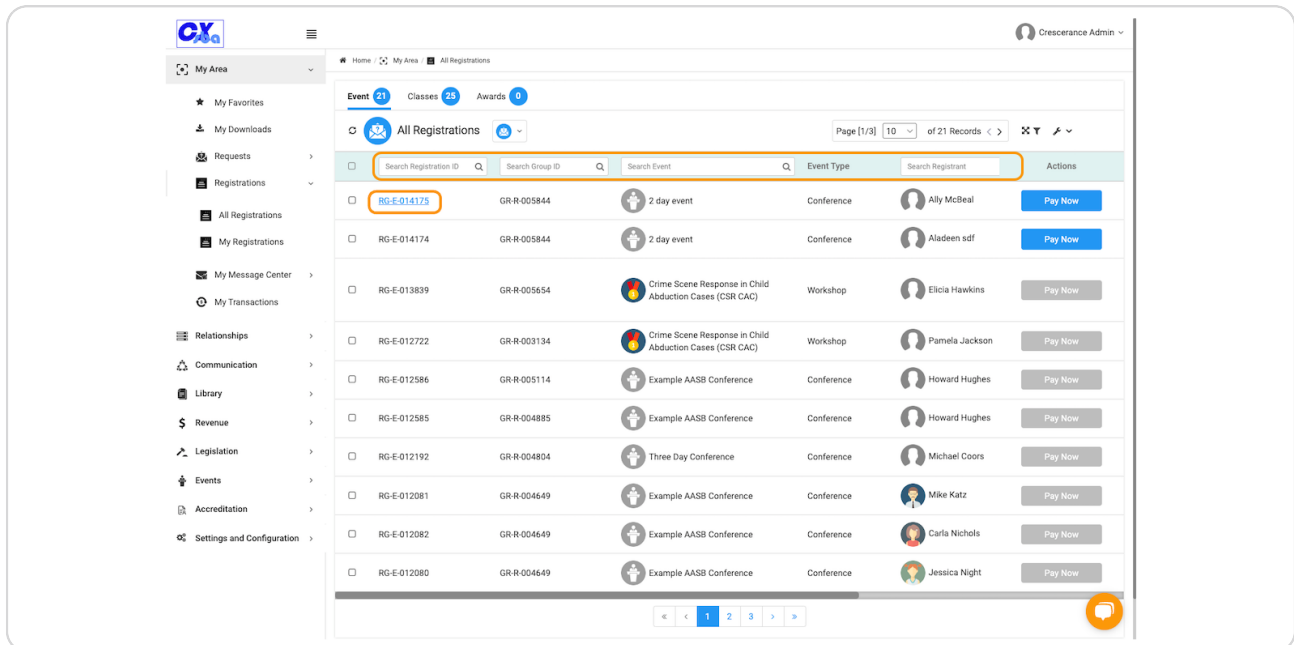 CXsba
Crescerance Admin
My Area
Home / My Area / All Registrations
My Favorites
My Downloads
Requests
Registrations
All Registrations
My Registrations
My Message Center
My Transactions
Relationships
Communication
Library
Revenue
Legislation
Events
Accreditation
Settings and Configuration
Event 21 Classes 25 Awards 0
All Registrations
Page [1/3] 10 of 21 Records
Search Registration ID Search Group ID Search Event Event Type Search Registrant Actions
RG-E-014175 GR-R-005844 2 day event Conference Ally McBeal Pay Now
RG-E-014174 GR-R-005844 2 day event Conference Aladeen sdf Pay Now
RG-E-013839 GR-R-005654 Crime Scene Response in Child Abduction Cases (CSR CAC) Workshop Elicia Hawkins Pay Now
RG-E-012722 GR-R-003134 Crime Scene Response in Child Abduction Cases (CSR CAC) Workshop Pamela Jackson Pay Now
RG-E-012586 GR-R-005114 Example AASB Conference Conference Howard Hughes Pay Now
RG-E-012585 GR-R-004885 Example AASB Conference Conference Howard Hughes Pay Now
RG-E-012192 GR-R-004804 Three Day Conference Conference Michael Coors Pay Now
RG-E-012081 GR-R-004649 Example AASB Conference Conference Mike Katz Pay Now
RG-E-012082 GR-R-004649 Example AASB Conference Conference Carla Nichols Pay Now
RG-E-012080 GR-R-004649 Example AASB Conference Conference Jessica Night Pay Now
« ‹ 1 2 3 › »